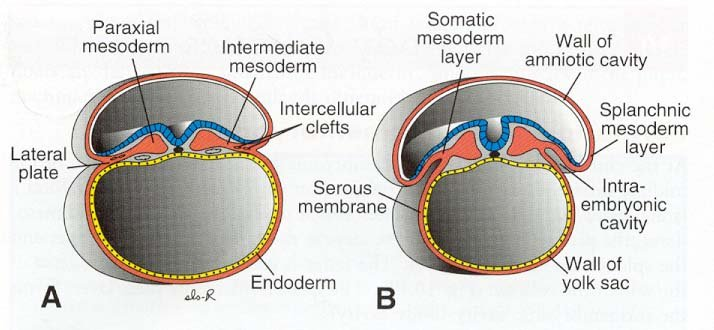 Paraxial
mesoderm
Intermediate
mesoderm
Intercellular
clefts
Lateral
plate
Endoderm
A
sls-R
Somatic
mesoderm
layer
Wall of
amniotic cavity
Splanchnic
mesoderm
layer
Serous
membrane
Intra-
embryonic
cavity
Wall of
yolk sac
B